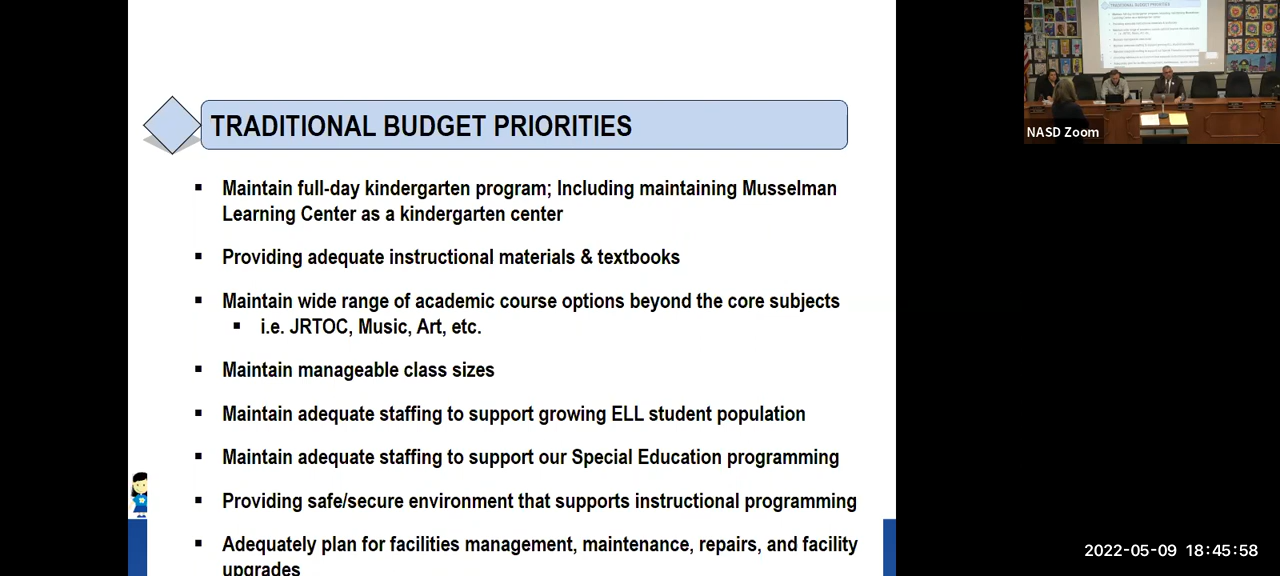 TRADITIONAL BUDGET PRIORITIES
▪ Maintain full-day kindergarten program; Including maintaining Musselman
Learning Center as a kindergarten center
▪ Providing adequate instructional materials & textbooks
▪ Maintain wide range of academic course options beyond the core subjects
▪ i.e. JRTOC, Music, Art, etc.
▪ Maintain manageable class sizes
▪ Maintain adequate staffing to support growing ELL student population
▪ Maintain adequate staffing to support our Special Education programming
▪ Providing safe/secure environment that supports instructional programming
▪ Adequately plan for facilities management, maintenance, repairs, and facility
upgrades
TRADITIONAL BUDGET PRIORITIES
NASD Zoom
2022-05-09 18:45:58